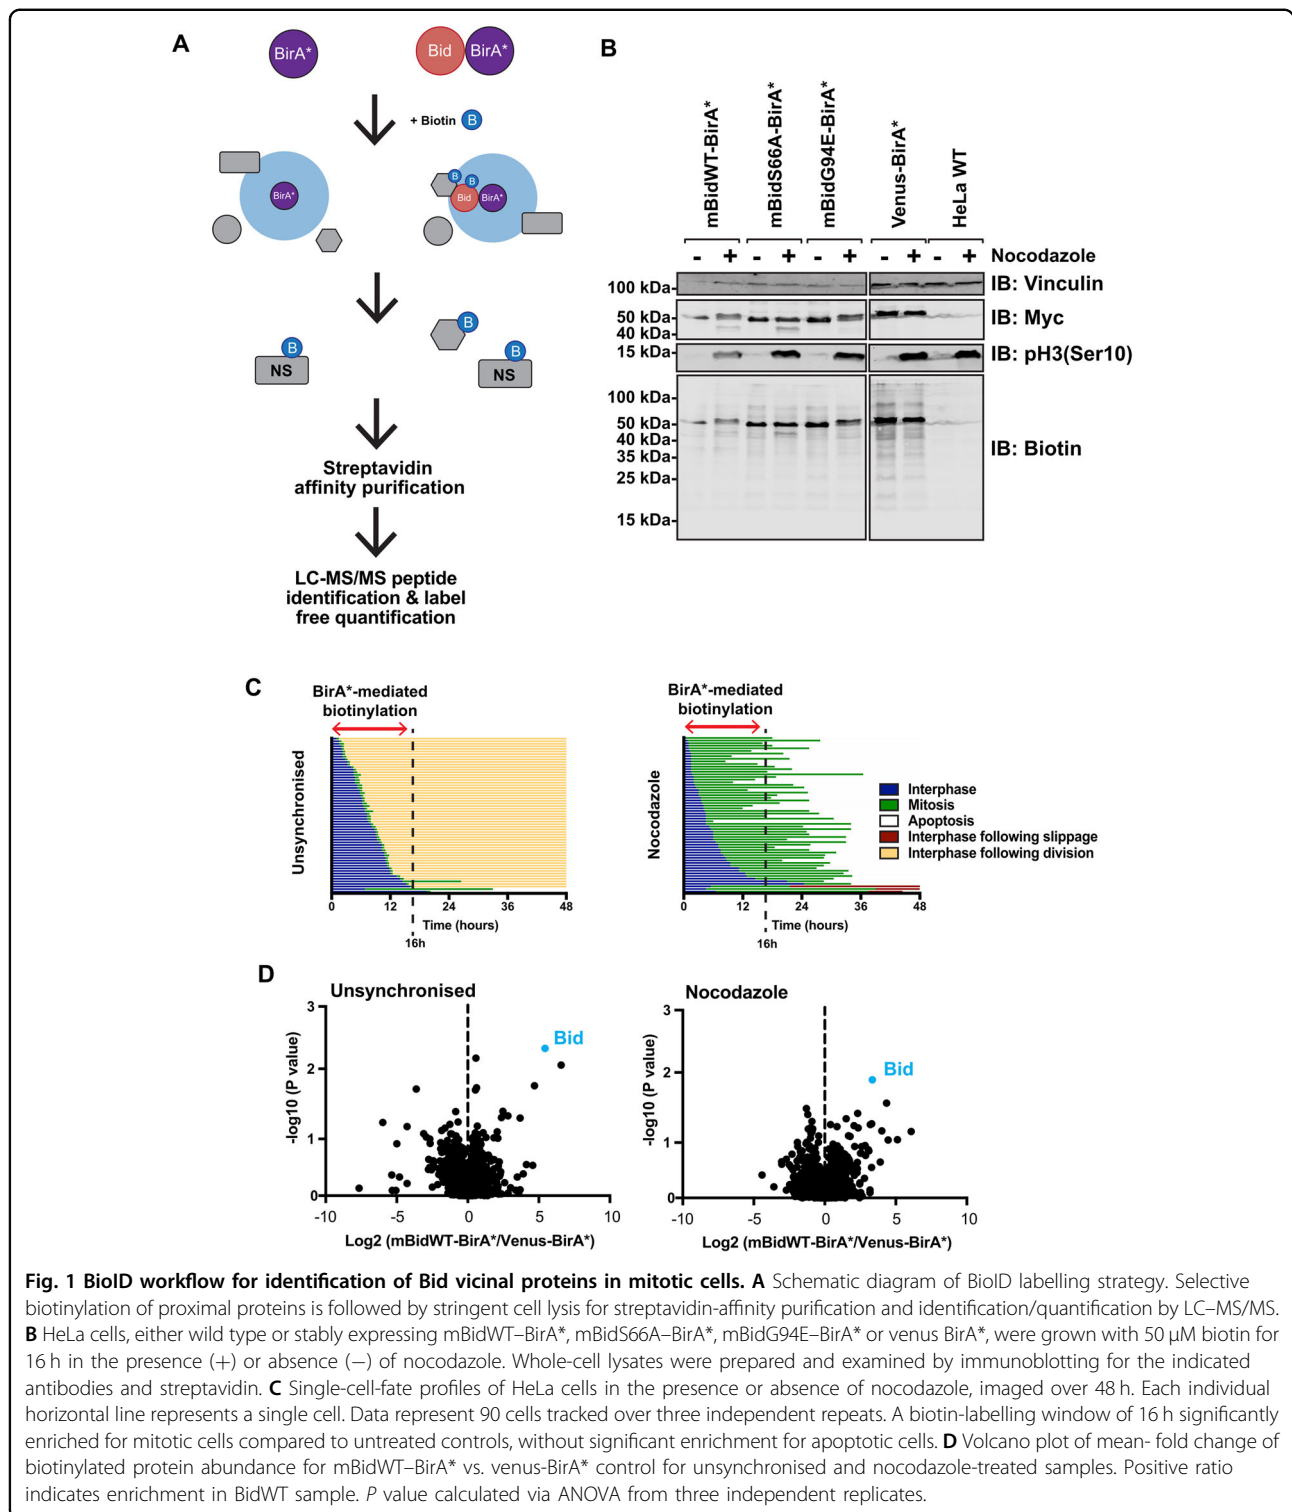 A
BirA*
Bid
BirA*
+ Biotin B
BirA*
B
B
Bid
BirA*
B
NS
B
B
NS
Streptavidin
affinity purification
LC-MS/MS peptide
identification & label
free quantification
B
mBidWT-BirA*
mBidS66A-BirA*
mBidG94E-BirA*
Venus-BirA*
HeLa WT
- + - + - + - + - + Nocodazole
100 kDa- IB: Vinculin
50 kDa- IB: Myc
40 kDa-
15 kDa- IB: pH3(Ser10)
100 kDa-
50 kDa-
40 kDa- IB: Biotin
35 kDa-
25 kDa-
15 kDa-
C
BirA*-mediated
biotinylation
Unsynchronised
0 12 24 36 48
Time (hours)
16h
BirA*-mediated
biotinylation
Nocodazole
0 12 24 36 48
Time (hours)
16h
Interphase
Mitosis
Apoptosis
Interphase following slippage
Interphase following division
D
Unsynchronised
-log10 (P value)
3
2
1
0
Bid
-10 -5 0 5 10
Log2 (mBidWT-BirA*/Venus-BirA*)
Nocodazole
-log10 (P value)
3
2
1
0
Bid
-10 -5 0 5 10
Log2 (mBidWT-BirA*/Venus-BirA*)
Fig. 1 BioID workflow for identification of Bid vicinal proteins in mitotic cells. A Schematic diagram of BioID labelling strategy. Selective
biotinylation of proximal proteins is followed by stringent cell lysis for streptavidin-affinity purification and identification/quantification by LC–MS/MS.
B HeLa cells, either wild type or stably expressing mBidWT–BirA*, mBidS66A–BirA*, mBidG94E–BirA* or venus BirA*, were grown with 50 µM biotin for
16 h in the presence (+) or absence (−) of nocodazole. Whole-cell lysates were prepared and examined by immunoblotting for the indicated
antibodies and streptavidin. C Single-cell-fate profiles of HeLa cells in the presence or absence of nocodazole, imaged over 48 h. Each individual
horizontal line represents a single cell. Data represent 90 cells tracked over three independent repeats. A biotin-labelling window of 16 h significantly
enriched for mitotic cells compared to untreated controls, without significant enrichment for apoptotic cells. D Volcano plot of mean- fold change of
biotinylated protein abundance for mBidWT–BirA* vs. venus-BirA* control for unsynchronised and nocodazole-treated samples. Positive ratio
indicates enrichment in BidWT sample. P value calculated via ANOVA from three independent replicates.